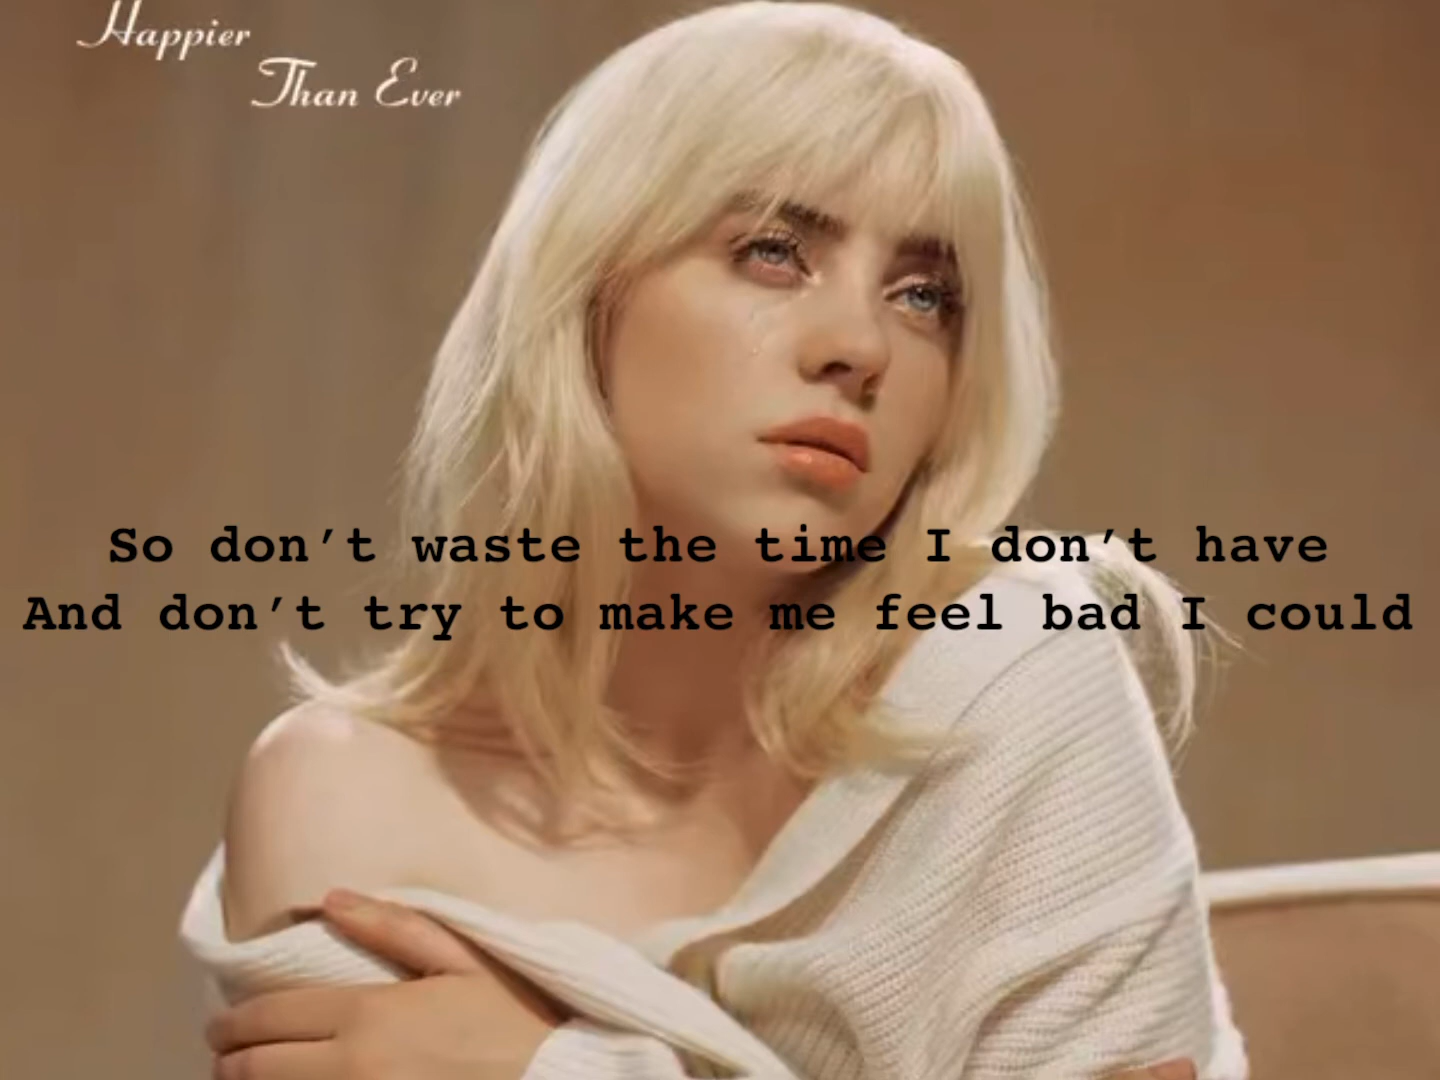 Happier
Than Ever
So don’t waste the time I don’t have
And don’t try to make me feel bad I could